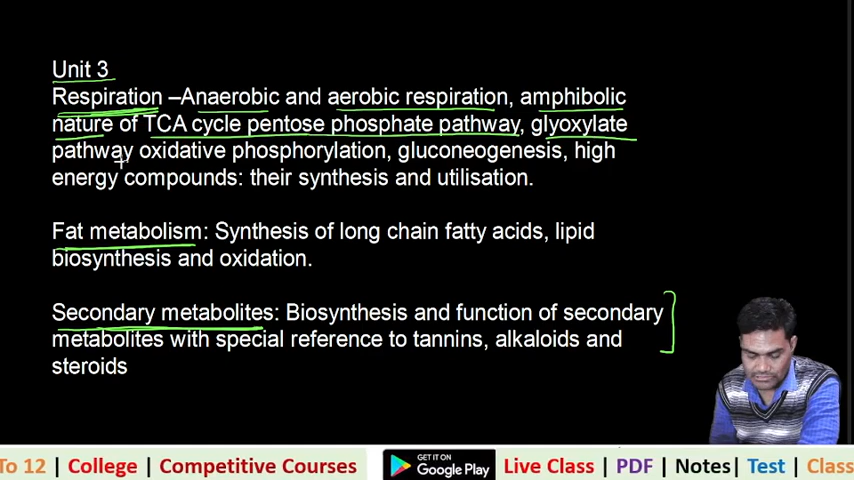 Unit 3
Respiration –Anaerobic and aerobic respiration, amphibolic
nature of TCA cycle pentose phosphate pathway, glyoxylate
pathway oxidative phosphorylation, gluconeogenesis, high
energy compounds: their synthesis and utilisation.
Fat metabolism: Synthesis of long chain fatty acids, lipid
biosynthesis and oxidation.
Secondary metabolites: Biosynthesis and function of secondary
metabolites with special reference to tannins, alkaloids and
steroids
To 12 | College | Competitive Courses GET IT ON Google Play Live Class | PDF | Notes| Test | Class